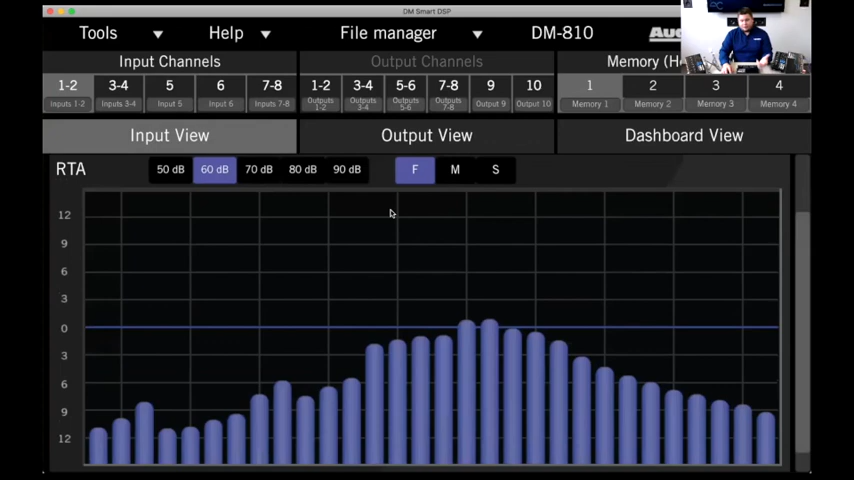 DM Smart DSP
Tools Help File manager DM-810
Input Channels Output Channels
1-2 3-4 5 6 7-8 1-2 3-4 5-6 7-8 9 10 1 2 3 4
Inputs 1-2 Inputs 3-4 Input 5 Input 6 Inputs 7-8 Outputs 1-2 Outputs 3-4 Outputs 5-6 Outputs 7-8 Output 9 Output 10 Memory 1 Memory 2 Memory 3 Memory 4
Input View Output View Dashboard View
RTA 50 dB 60 dB 70 dB 80 dB 90 dB F M S
12
9
6
3
0
3
6
9
12